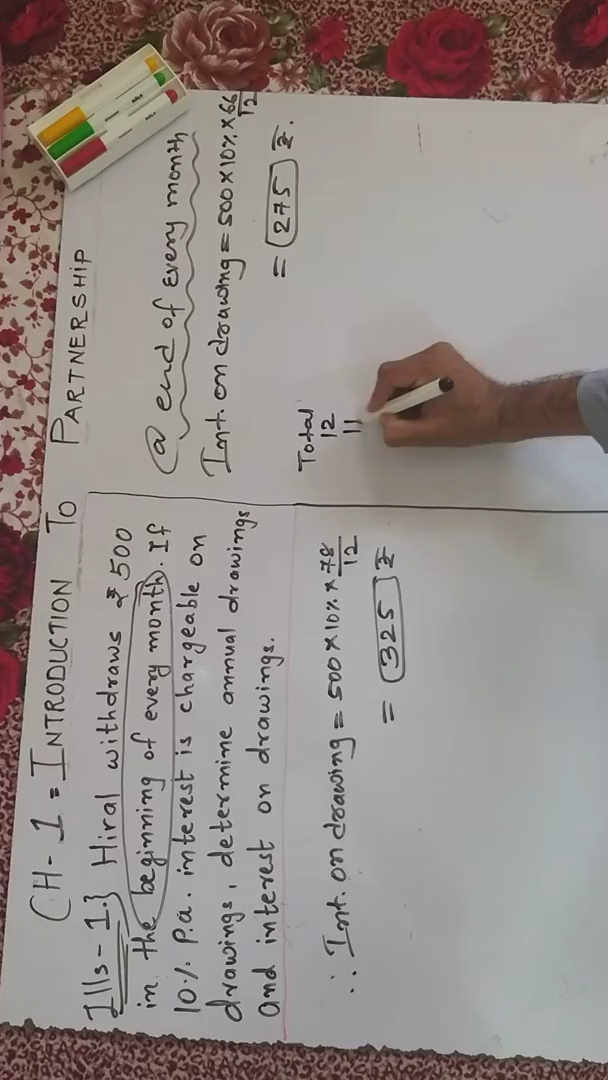 CH-1 = INTRODUCTION TO PARTNERSHIP
Ills-1.} Hiral withdraws ₹ 500
in the beginning of every month. If
10% P.a. interest is chargeable on
drawings, determine annual drawings
and interest on drawings.
∴ Int. on drawing = 500 × 10% × 78/12
= 325 ₹
@ end of Every month
Int. on drawing = 500 × 10% × 66/12
= 275 ₹.
Total
12
11